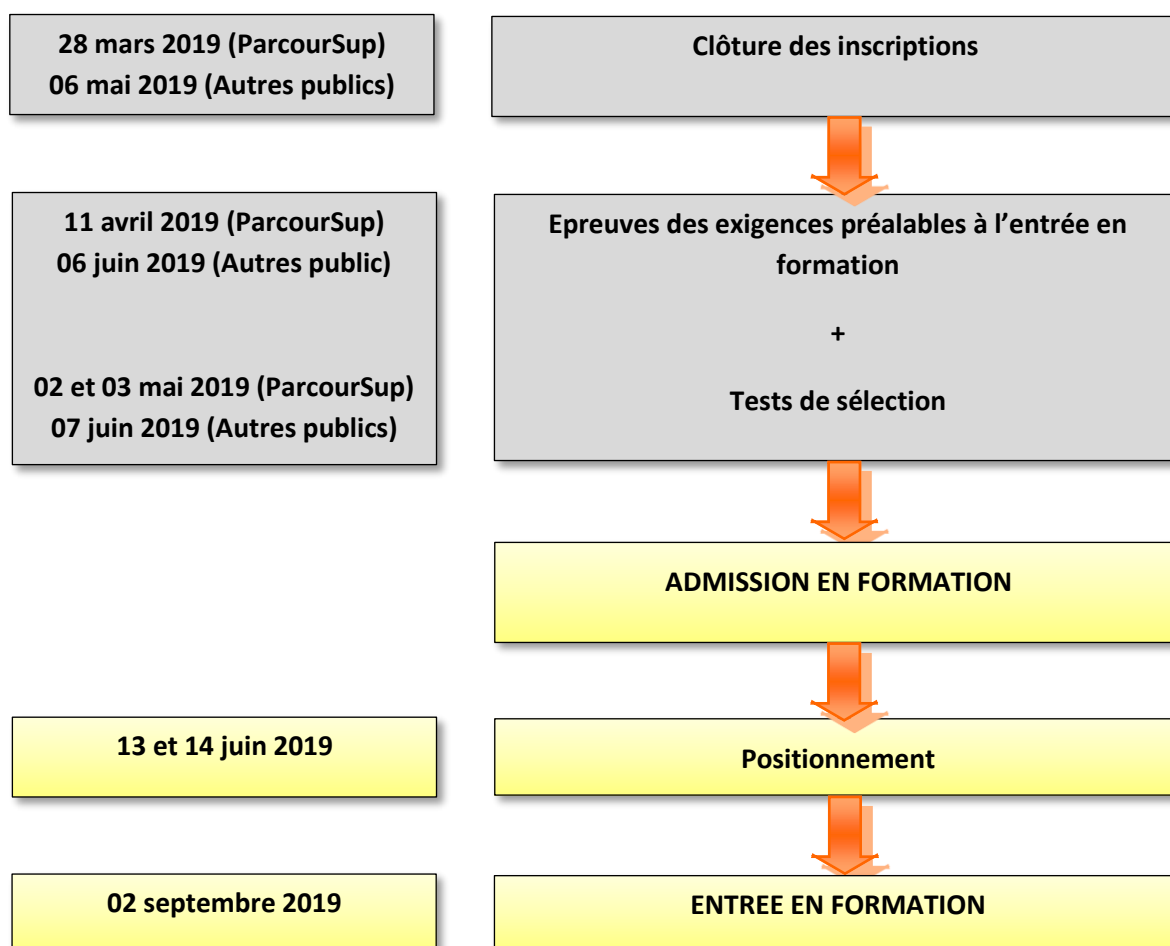 28 mars 2019 (ParcourSup)
06 mai 2019 (Autres publics)
Clôture des inscriptions
11 avril 2019 (ParcourSup)
06 juin 2019 (Autres public)
02 et 03 mai 2019 (ParcourSup)
07 juin 2019 (Autres publics)
Epreuves des exigences préalables à l’entrée en
formation
+
Tests de sélection
ADMISSION EN FORMATION
13 et 14 juin 2019
Positionnement
02 septembre 2019
ENTREE EN FORMATION